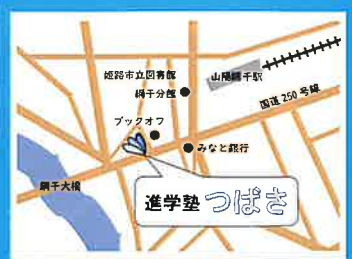 姫路市立図書館
網干分館
山陽網干駅
国道250号線
ブックオフ
みなと銀行
網干大橋
進学塾 つばさ